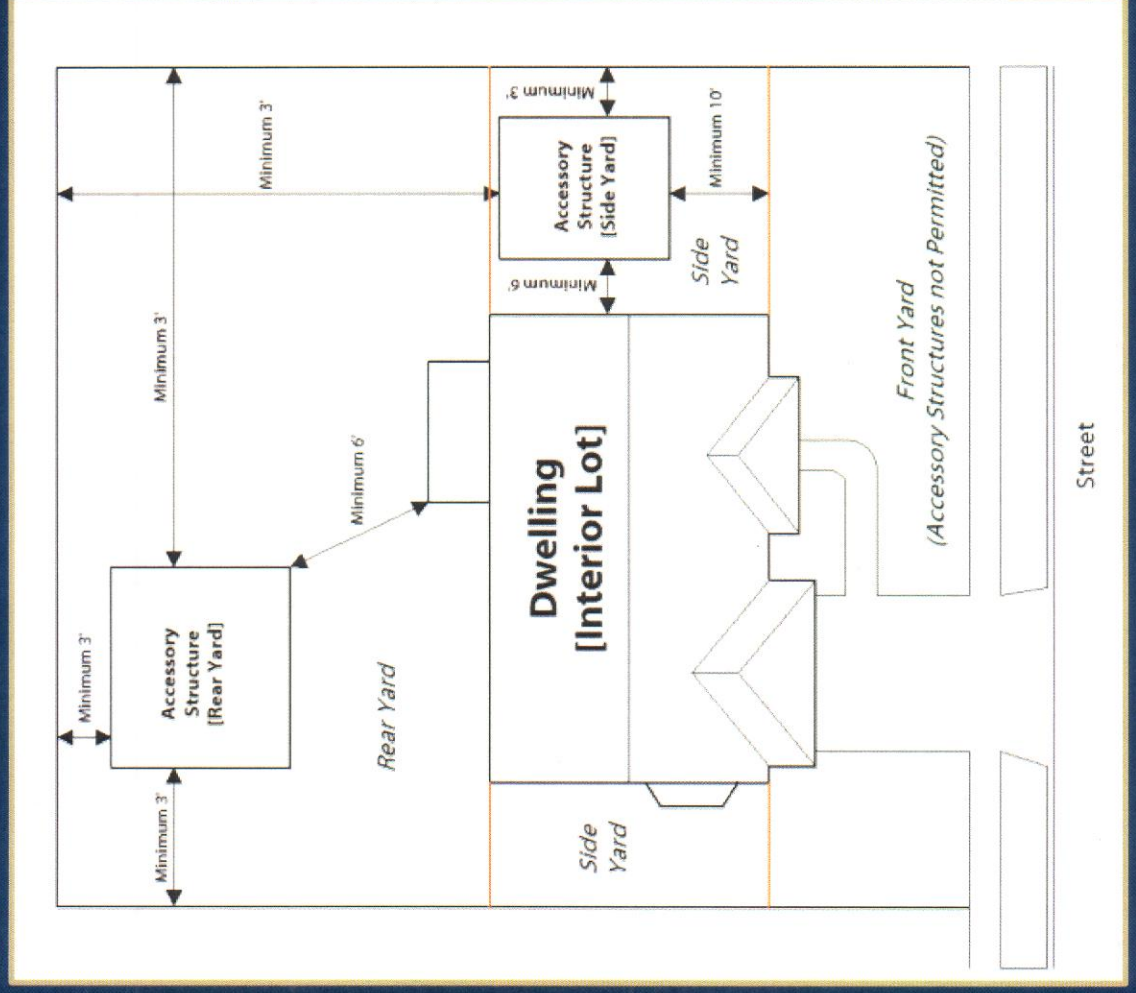 Minimum 3'
Minimum 3'
Minimum 3'
Minimum 3'
Accessory
Structure
[Rear Yard]
Minimum 6'
Rear Yard
Minimum 3'
Accessory
Structure
[Side Yard]
Minimum 6'
Minimum 10'
Side
Yard
Dwelling
[Interior Lot]
Side
Yard
Front Yard
(Accessory Structures not Permitted)
Street